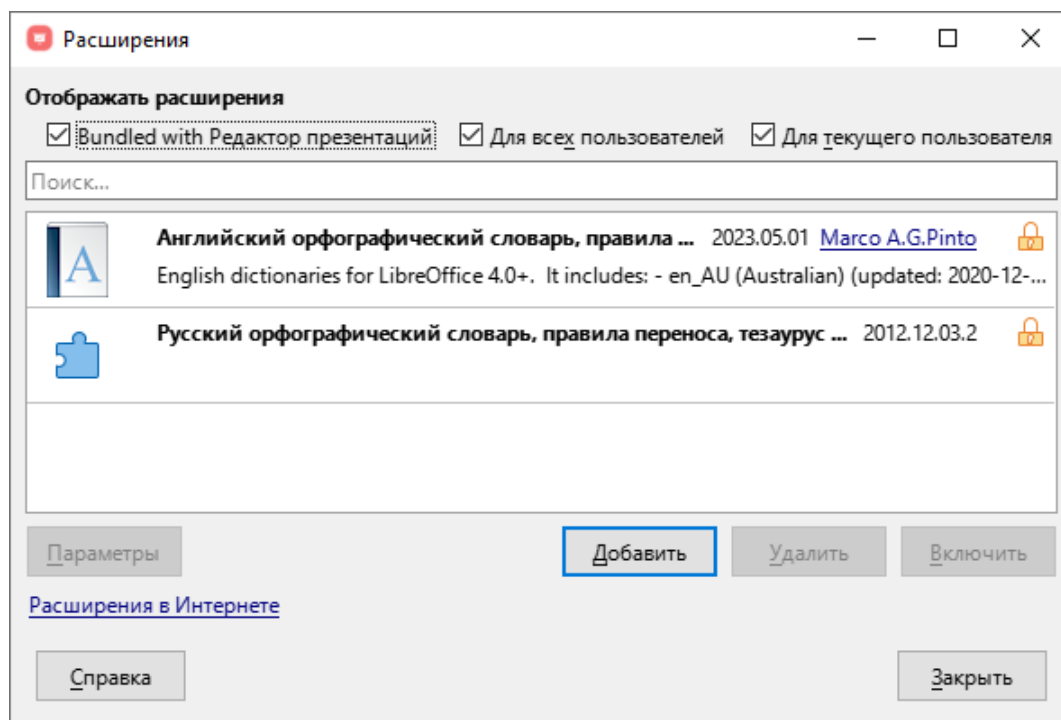 Расширения
Отображать расширения
Bundled with Редактор презентаций Для всех пользователей Для текущего пользователя
Поиск...
Английский орфографический словарь, правила ... 2023.05.01 Marco A.G.Pinto
English dictionaries for LibreOffice 4.0+. It includes: - en_AU (Australian) (updated: 2020-12-...
Русский орфографический словарь, правила переноса, тезаурус ... 2012.12.03.2
Параметры Добавить Удалить Включить
Расширения в Интернете
Справка Закрыть